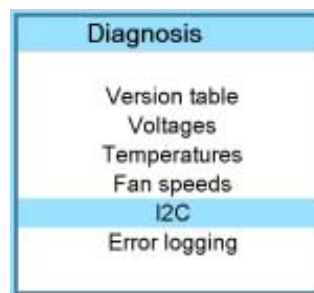 Diagnosis
Version table
Voltages
Temperatures
Fan speeds
I2C
Error logging